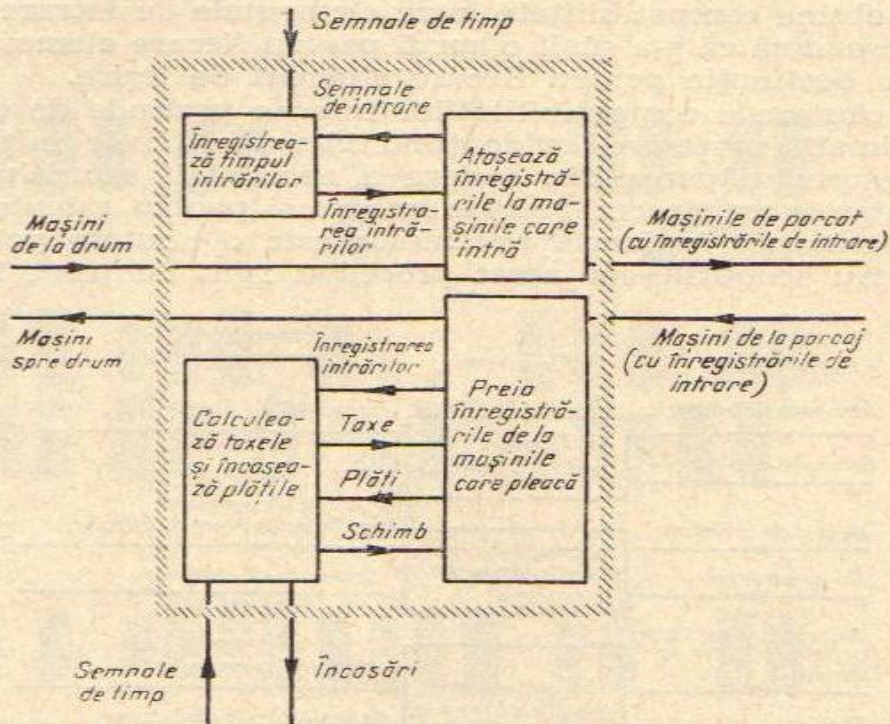 Semnale de timp
Semnale
de intrare
Înregistrea-
ză timpul
intrărilor
Atașează
înregistră-
rile la ma-
șinile care
intră
Înregistra-
rea intră-
rilor
Mașini
de la drum
Mașinile de parcat
(cu înregistrările de intrare)
Mașini
spre drum
Mașini de la parcaj
(cu înregistrările de
intrare)
Înregistrarea
intrărilor
Calculea-
ză taxele
și încasea-
ză plățile
Taxe
Plăti
Schimb
Preia
înregistră-
rile de la
mașinile
care pleacă
Semnale
de timp
Încasări